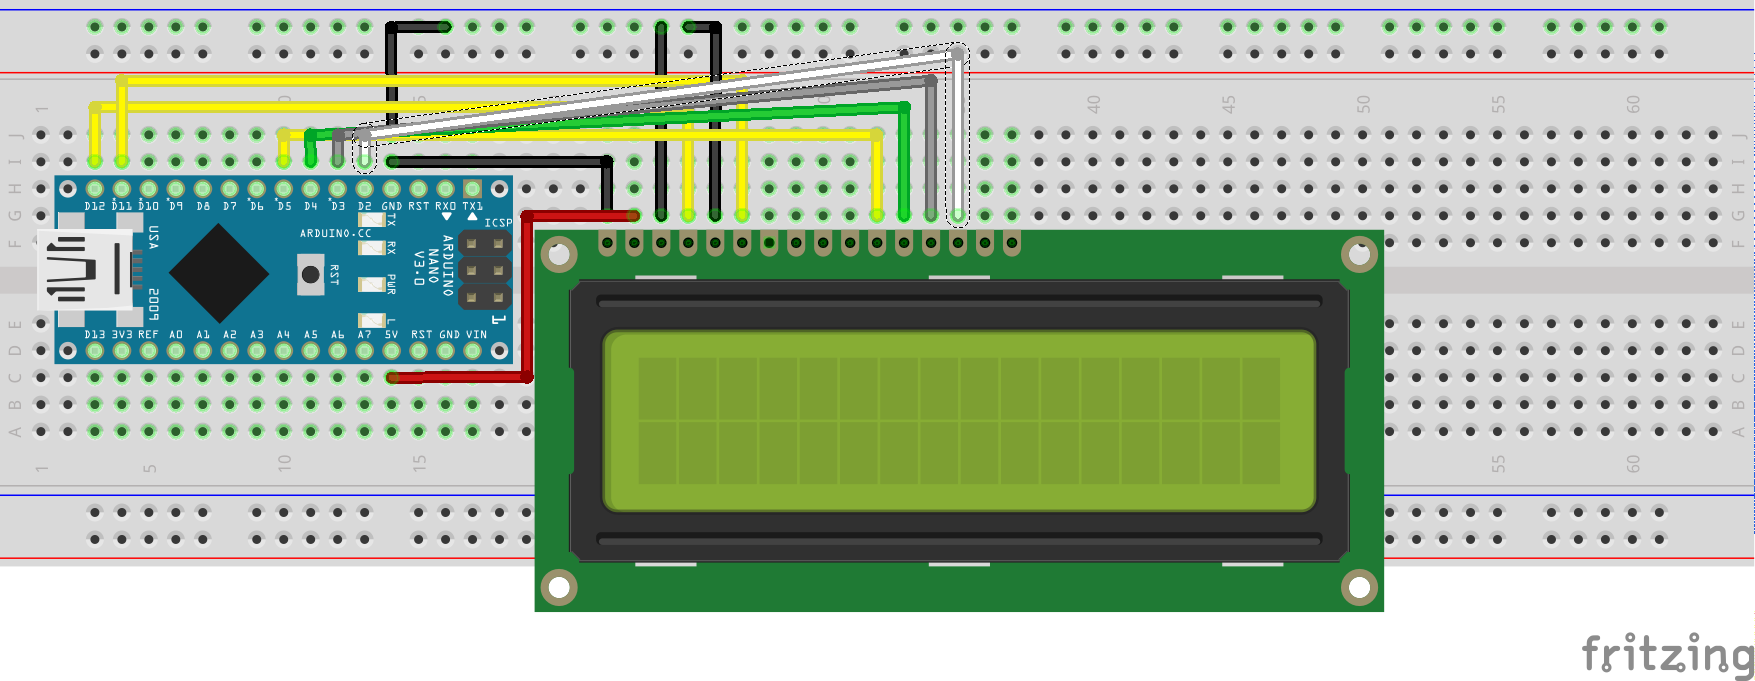 1 0 5 0 40 45 50 55 60
J J
I I
H H
G G
F F
D12 D11 D10 D9 D8 D7 D6 D5 D4 D3 D2 GND RST RX0 TX1
TX
RX
PWR
L
USA
2009
ARDUINO.CC
RST
ARDUINO
NANO
V3.0
ICSP
1
D13 3V3 REF A0 A1 A2 A3 A4 A5 A6 A7 5V RST GND VIN
E E
D D
C C
B B
A A
1 5 10 15 55 60
fritzing